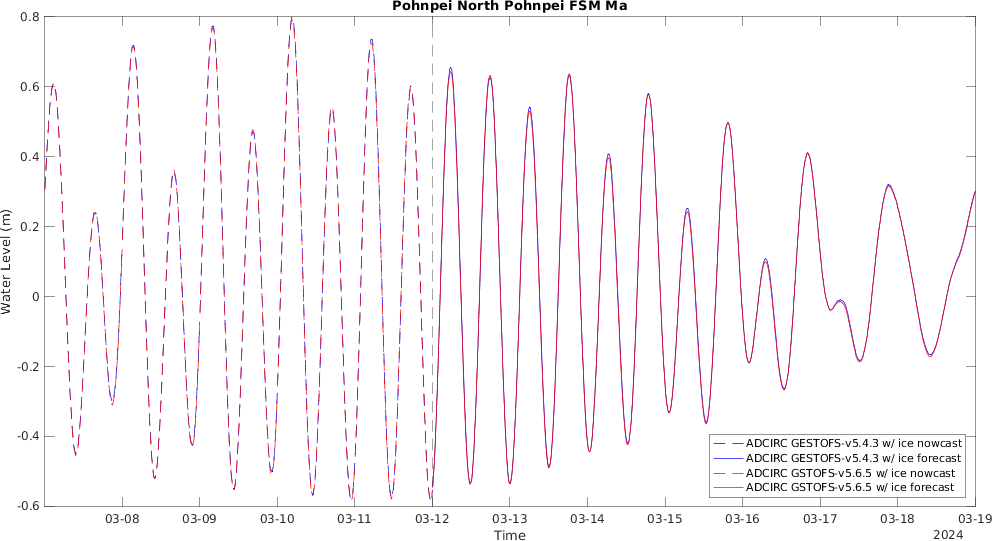 Pohnpei North Pohnpei FSM Ma
0.8
0.6
0.4
0.2
0
-0.2
-0.4
-0.6
Water Level (m)
ADCIRC GESTOFS-v5.4.3 w/ ice nowcast
ADCIRC GESTOFS-v5.4.3 w/ ice forecast
ADCIRC GSTOFS-v5.6.5 w/ ice nowcast
ADCIRC GSTOFS-v5.6.5 w/ ice forecast
03-08 03-09 03-10 03-11 03-12 03-13 03-14 03-15 03-16 03-17 03-18 03-19
Time
2024